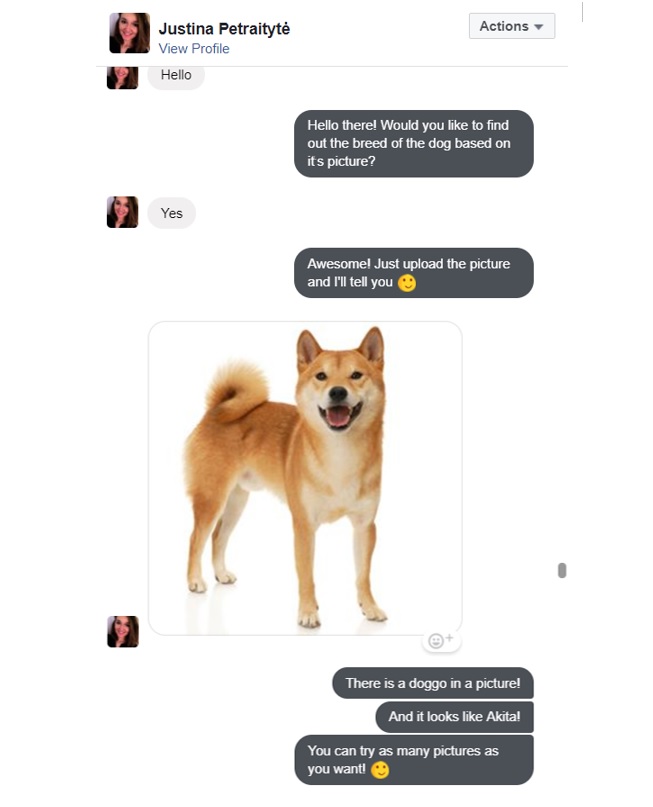 Justina Petraitytė
View Profile
Actions
Hello
Hello there! Would you like to find
out the breed of the dog based on
it's picture?
Yes
Awesome! Just upload the picture
and I'll tell you 🙂
There is a doggo in a picture!
And it looks like Akita!
You can try as many pictures as
you want! 🙂